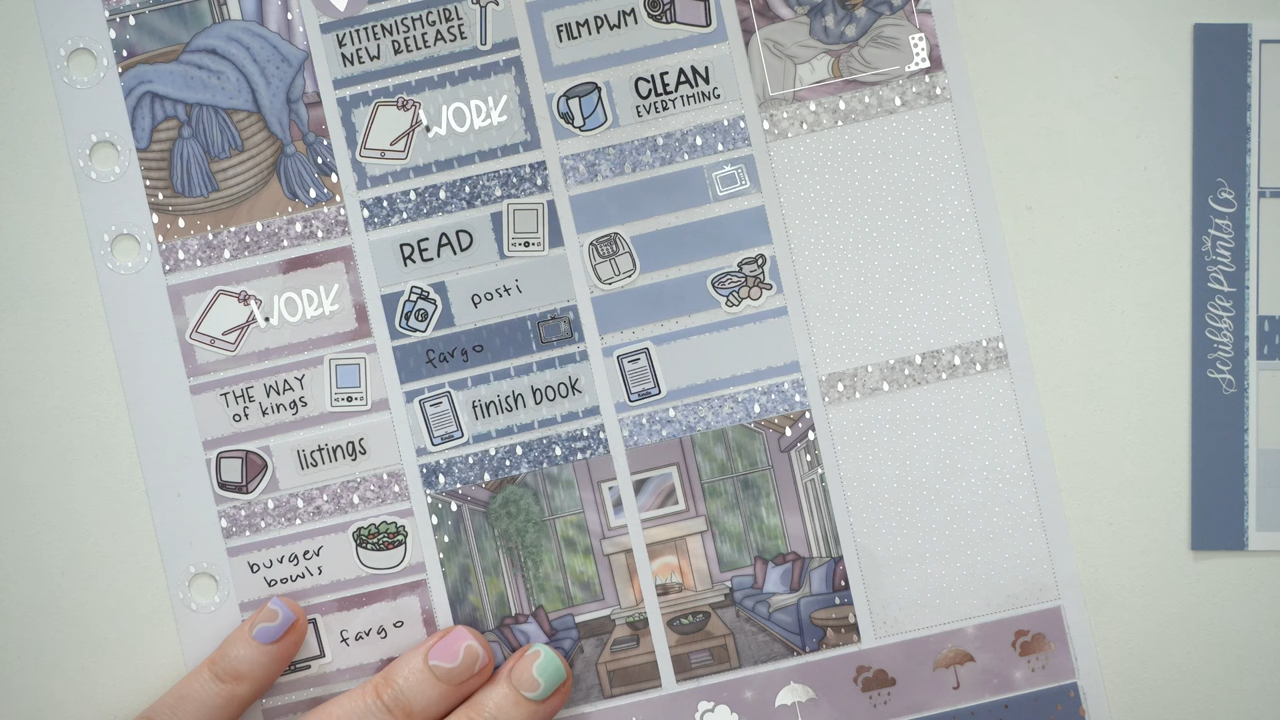 WORK
THE WAY
of kings
listings
burger
bowls
fargo
KITTENISHGIRL
NEW RELEASE
WORK
READ
posti
fargo
finish book
FILM PWM
CLEAN
EVERYTHING
Scribble Prints Co